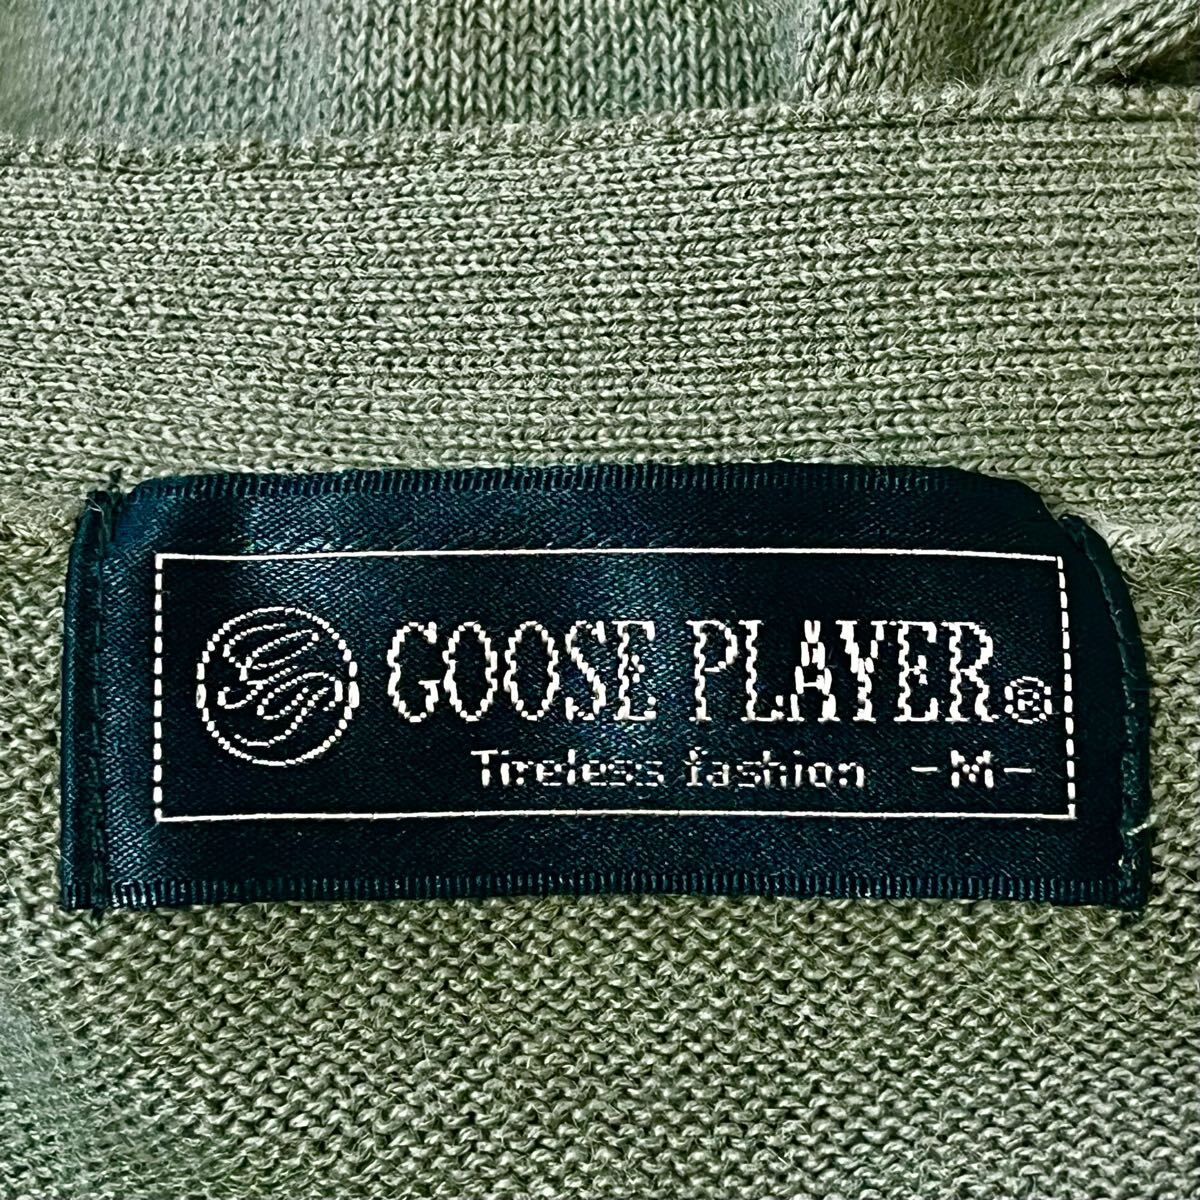 GOOSE PLAYER®
Tireless fashion -M-